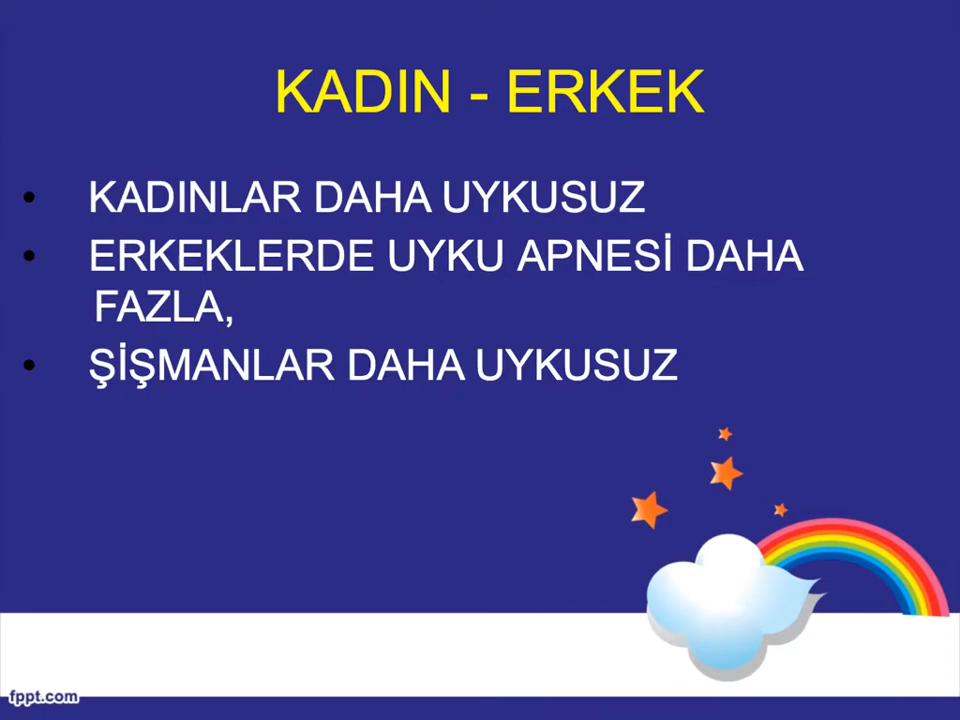 KADIN - ERKEK
• KADINLAR DAHA UYKUSUZ
• ERKEKLERDE UYKU APNESİ DAHA
FAZLA,
• ŞİŞMANLAR DAHA UYKUSUZ
fppt.com